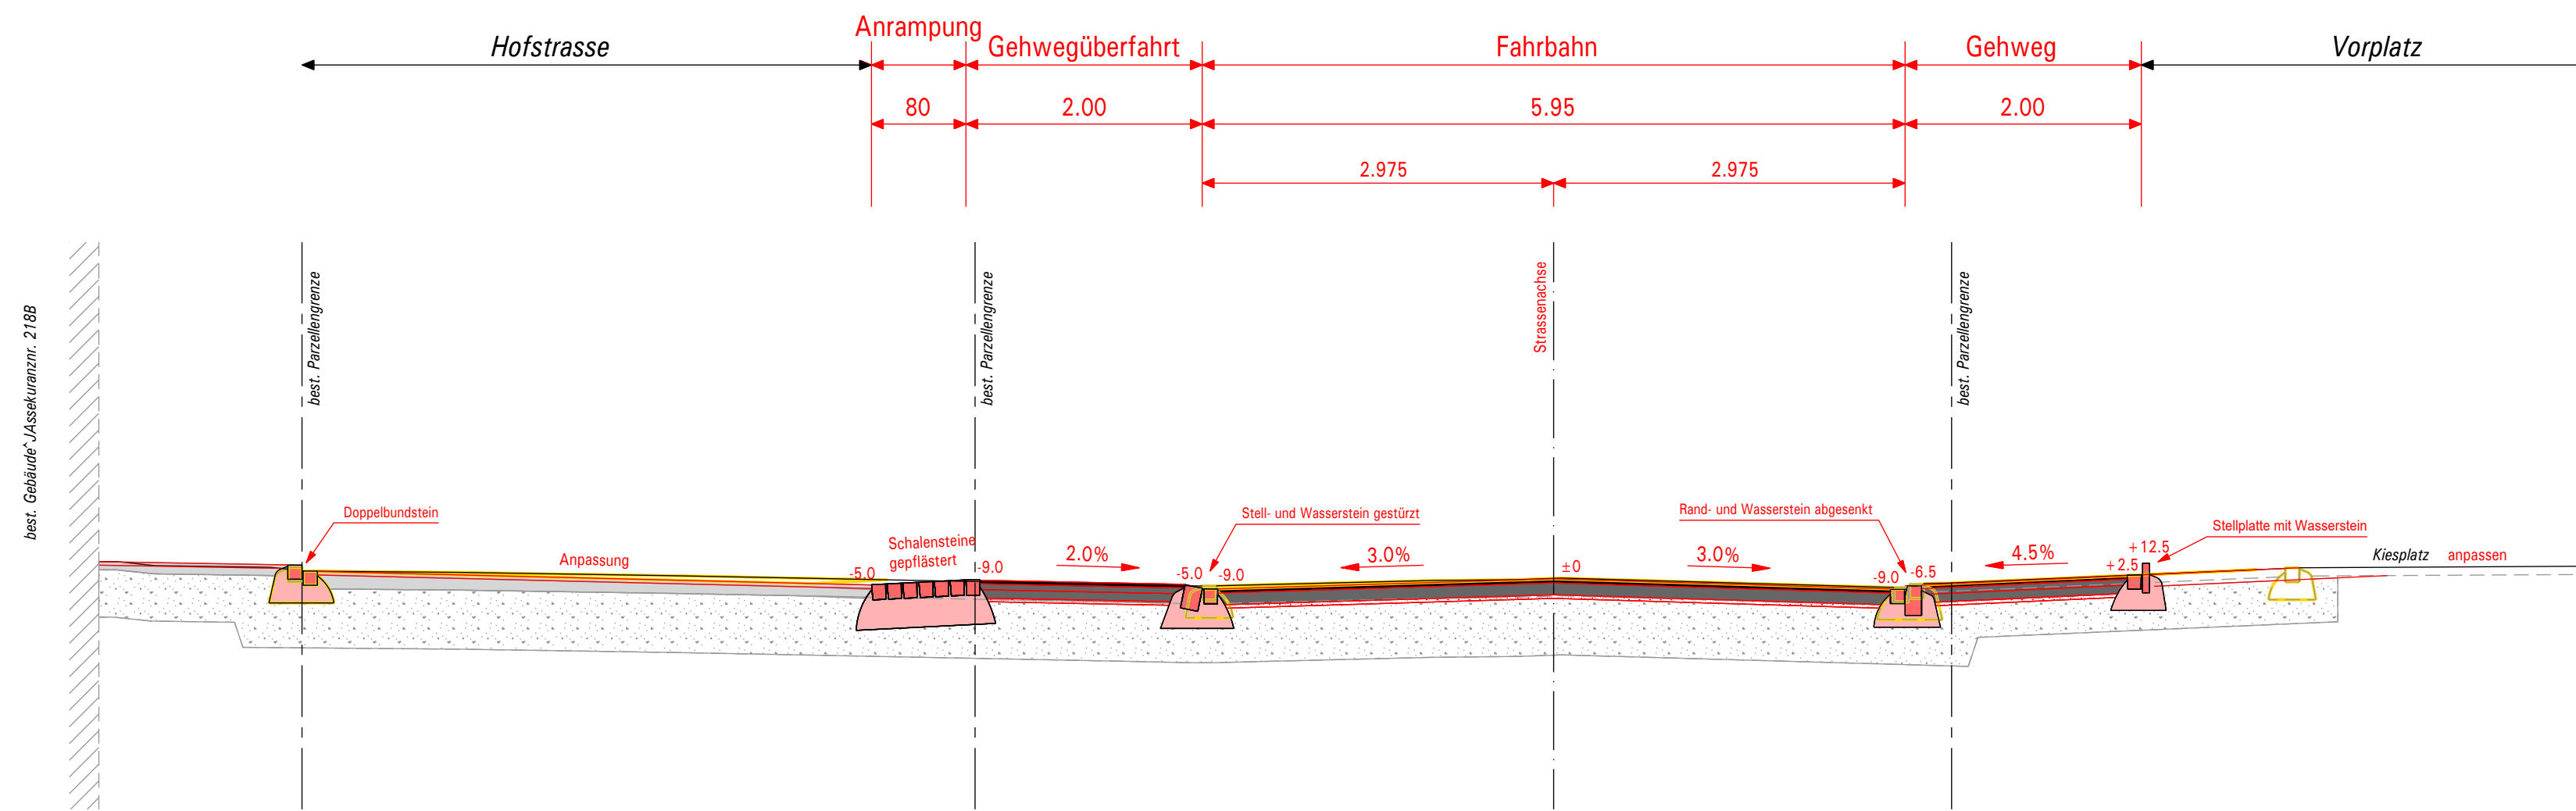 Anrampung
Hofstrasse
Gehwegüberfahrt
Fahrbahn
Gehweg
Vorplatz
80
2.00
5.95
2.00
2.975
2.975
best. Gebäude^JAssekuranznr. 218B
best. Parzellengrenze
best. Parzellengrenze
Strassenachse
best. Parzellengrenze
Doppelbundstein
Stell- und Wasserstein gestürzt
Rand- und Wasserstein abgesenkt
Stellplatte mit Wasserstein
Anpassung
Schalensteine
gepflästert
-5.0
-9.0
2.0%
-5.0
-9.0
3.0%
±0
3.0%
-9.0
-6.5
4.5%
+12.5
+2.5
Kiesplatz anpassen